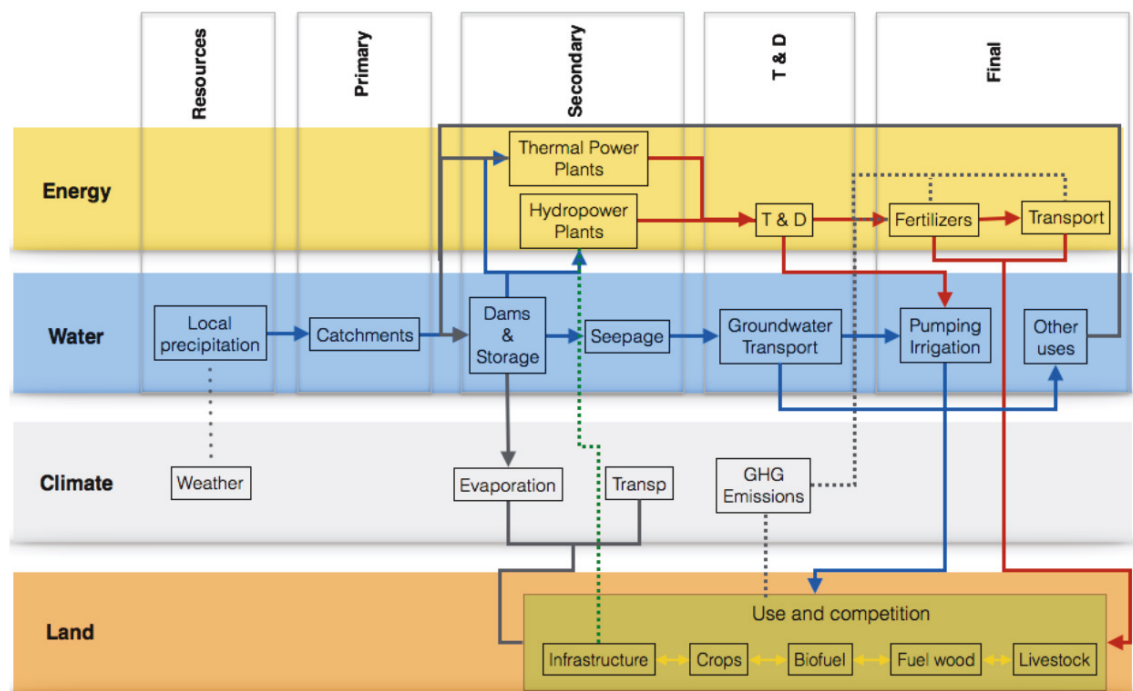 Resources
Primary
Secondary
T & D
Final
Energy
Thermal Power
Plants
Hydropower
Plants
T & D
Fertilizers
Transport
Water
Local
precipitation
Catchments
Dams
&
Storage
Seepage
Groundwater
Transport
Pumping
Irrigation
Other
uses
Climate
Weather
Evaporation
Transp
GHG
Emissions
Land
Use and competition
Infrastructure
Crops
Biofuel
Fuel wood
Livestock